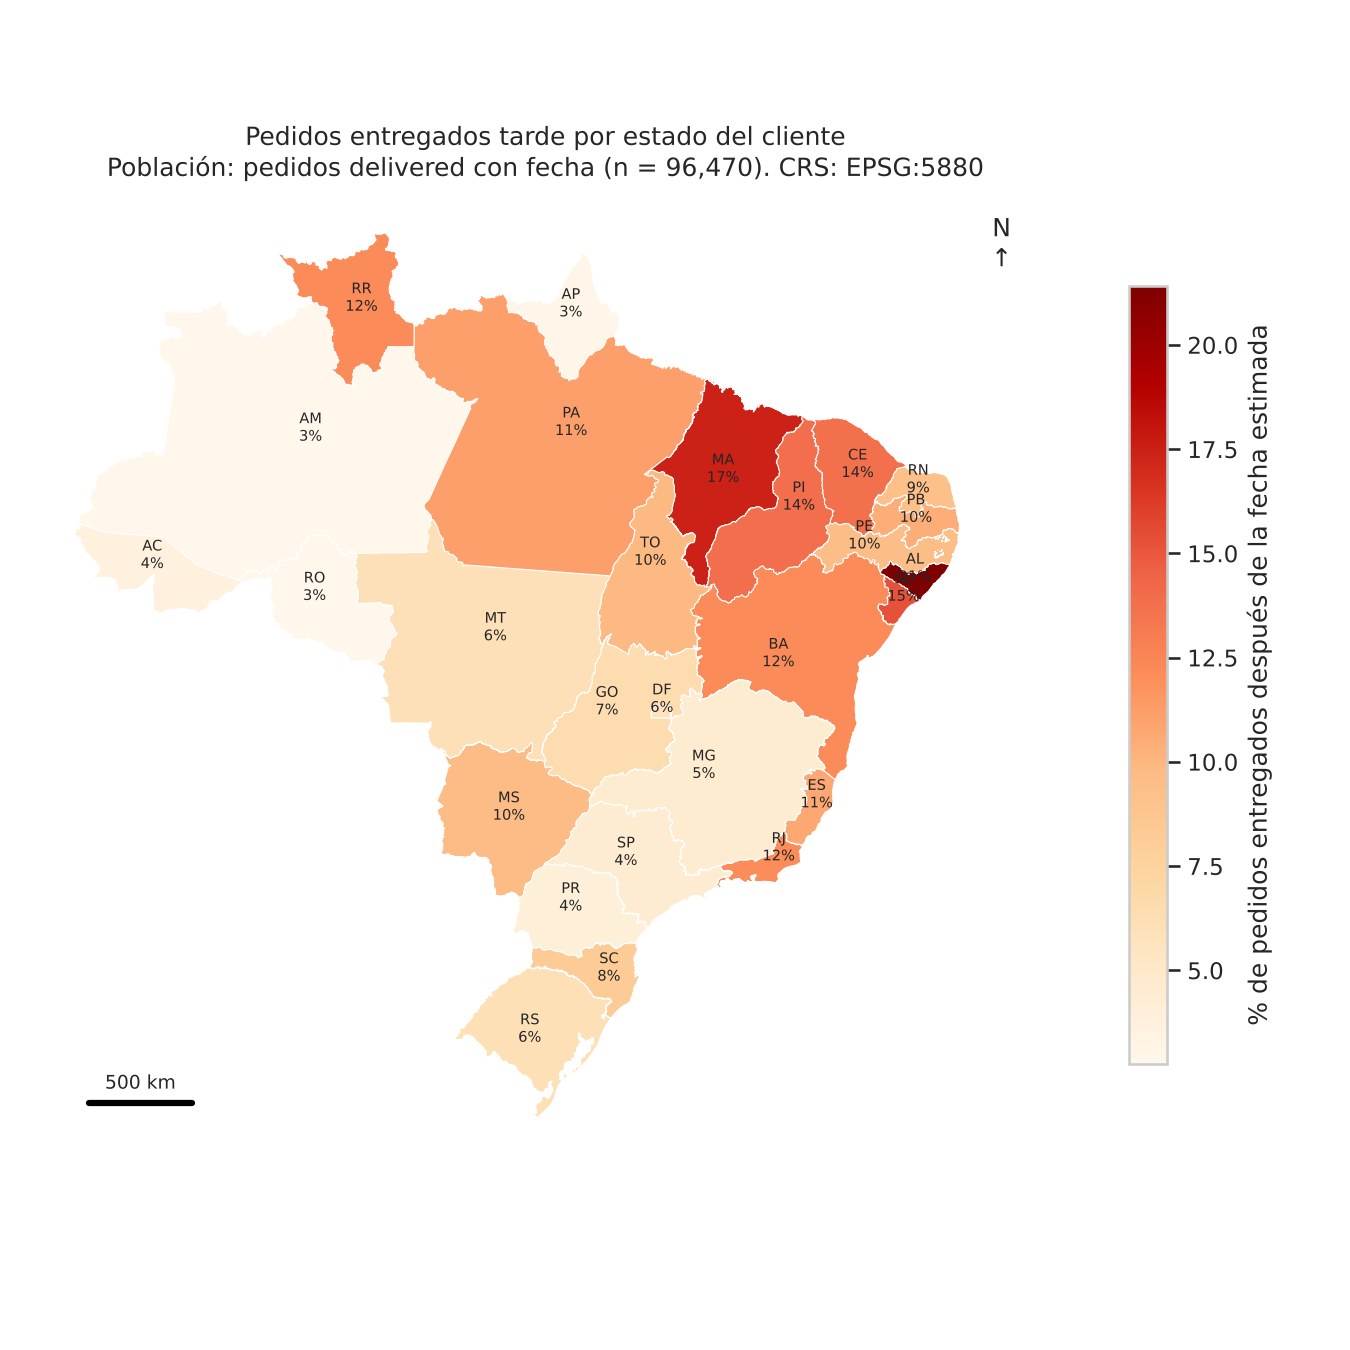 Pedidos entregados tarde por estado del cliente
Población: pedidos delivered con fecha (n = 96,470). CRS: EPSG:5880
N
↑
RR
12%
AP
3%
AM
3%
PA
11%
MA
17%
PI
14%
CE
14%
RN
9%
PB
10%
PE
10%
AL
15%
AC
4%
RO
3%
TO
10%
MT
6%
BA
12%
GO
7%
DF
6%
MG
5%
ES
11%
MS
10%
SP
4%
RJ
12%
PR
4%
SC
8%
RS
6%
500 km
20.0
17.5
15.0
12.5
10.0
7.5
5.0
% de pedidos entregados después de la fecha estimada